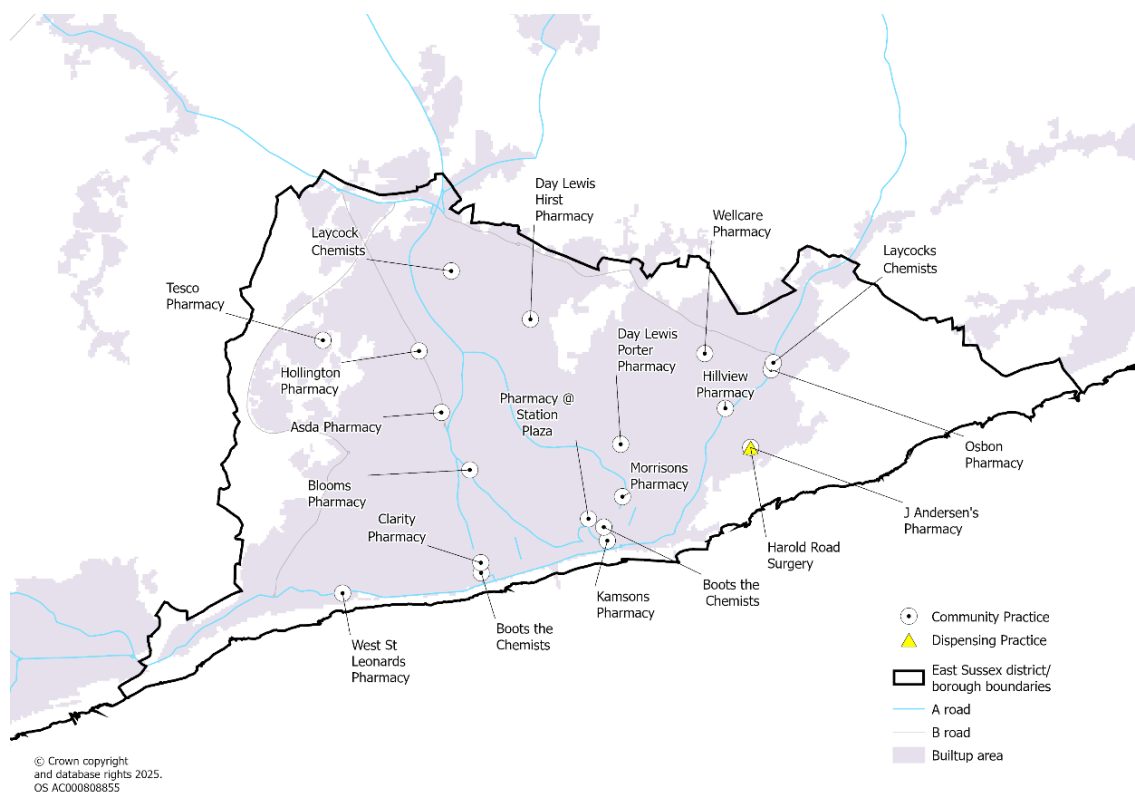 Day Lewis
Hirst
Pharmacy
Wellcare
Pharmacy
Laycock
Chemists
Laycocks
Chemists
Tesco
Pharmacy
Day Lewis
Porter
Pharmacy
Hollington
Pharmacy
Hillview
Pharmacy
Pharmacy @
Station
Plaza
Asda Pharmacy
Osbon
Pharmacy
Morrisons
Pharmacy
Blooms
Pharmacy
J Andersen's
Pharmacy
Clarity
Pharmacy
Harold Road
Surgery
Boots the
Chemists
Kamsons
Pharmacy
Boots the
Chemists
West St
Leonards
Pharmacy
Community Practice
Dispensing Practice
East Sussex district/
borough boundaries
A road
B road
Builtup area
© Crown copyright
and database rights 2025.
OS AC000808855